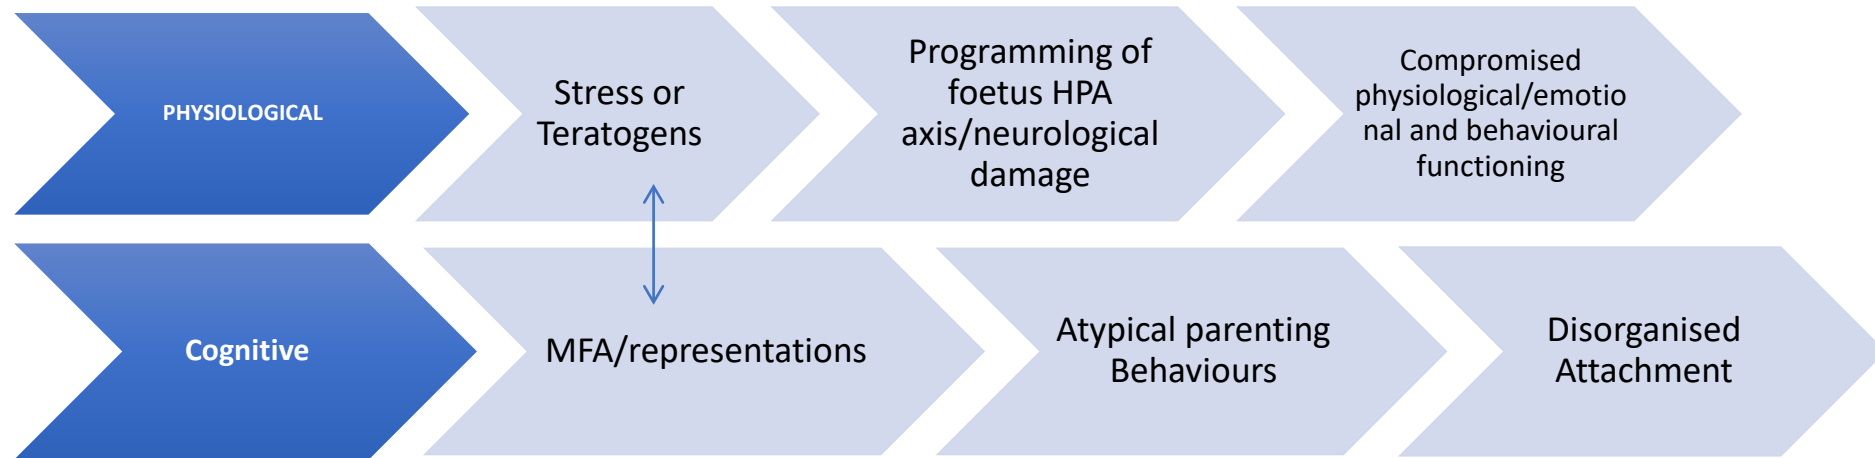 PHYSIOLOGICAL
Stress or
Teratogens
Programming of
foetus HPA
axis/neurological
damage
Compromised
physiological/emotio
nal and behavioural
functioning
Cognitive
MFA/representations
Atypical parenting
Behaviours
Disorganised
Attachment